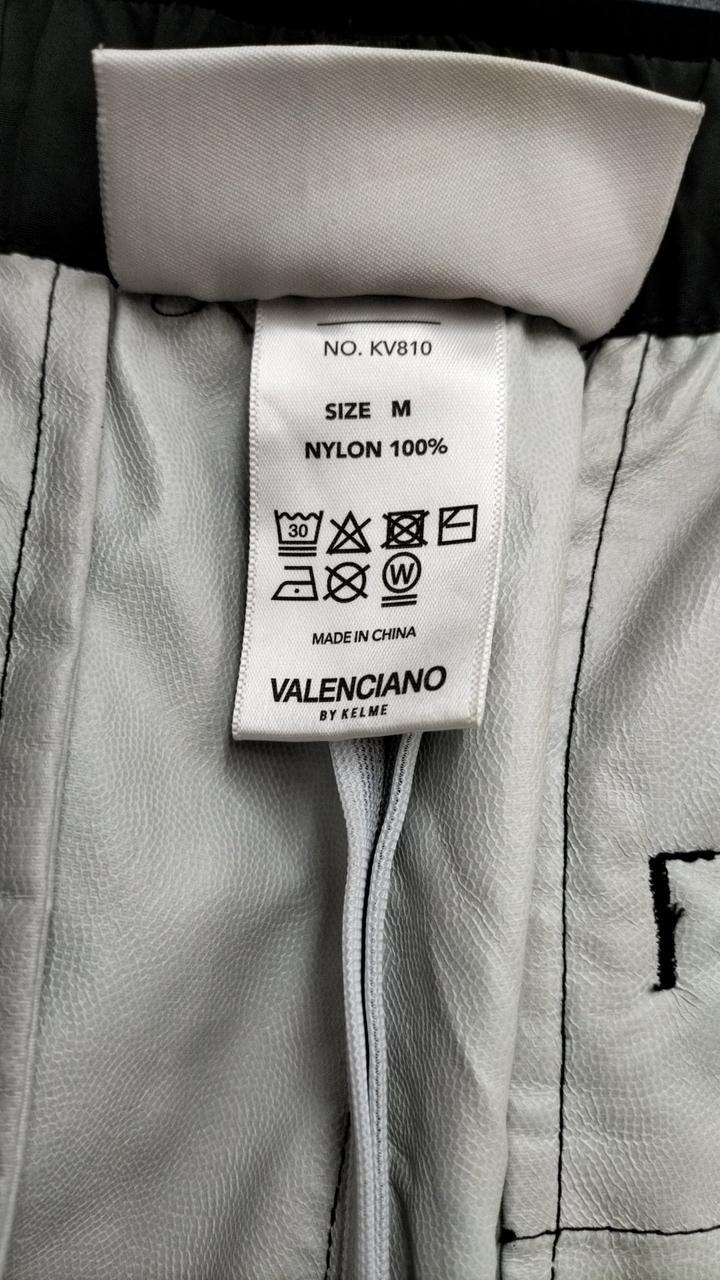 NO. KV810
SIZE M
NYLON 100%
30
W
MADE IN CHINA
VALENCIANO
BY KELME